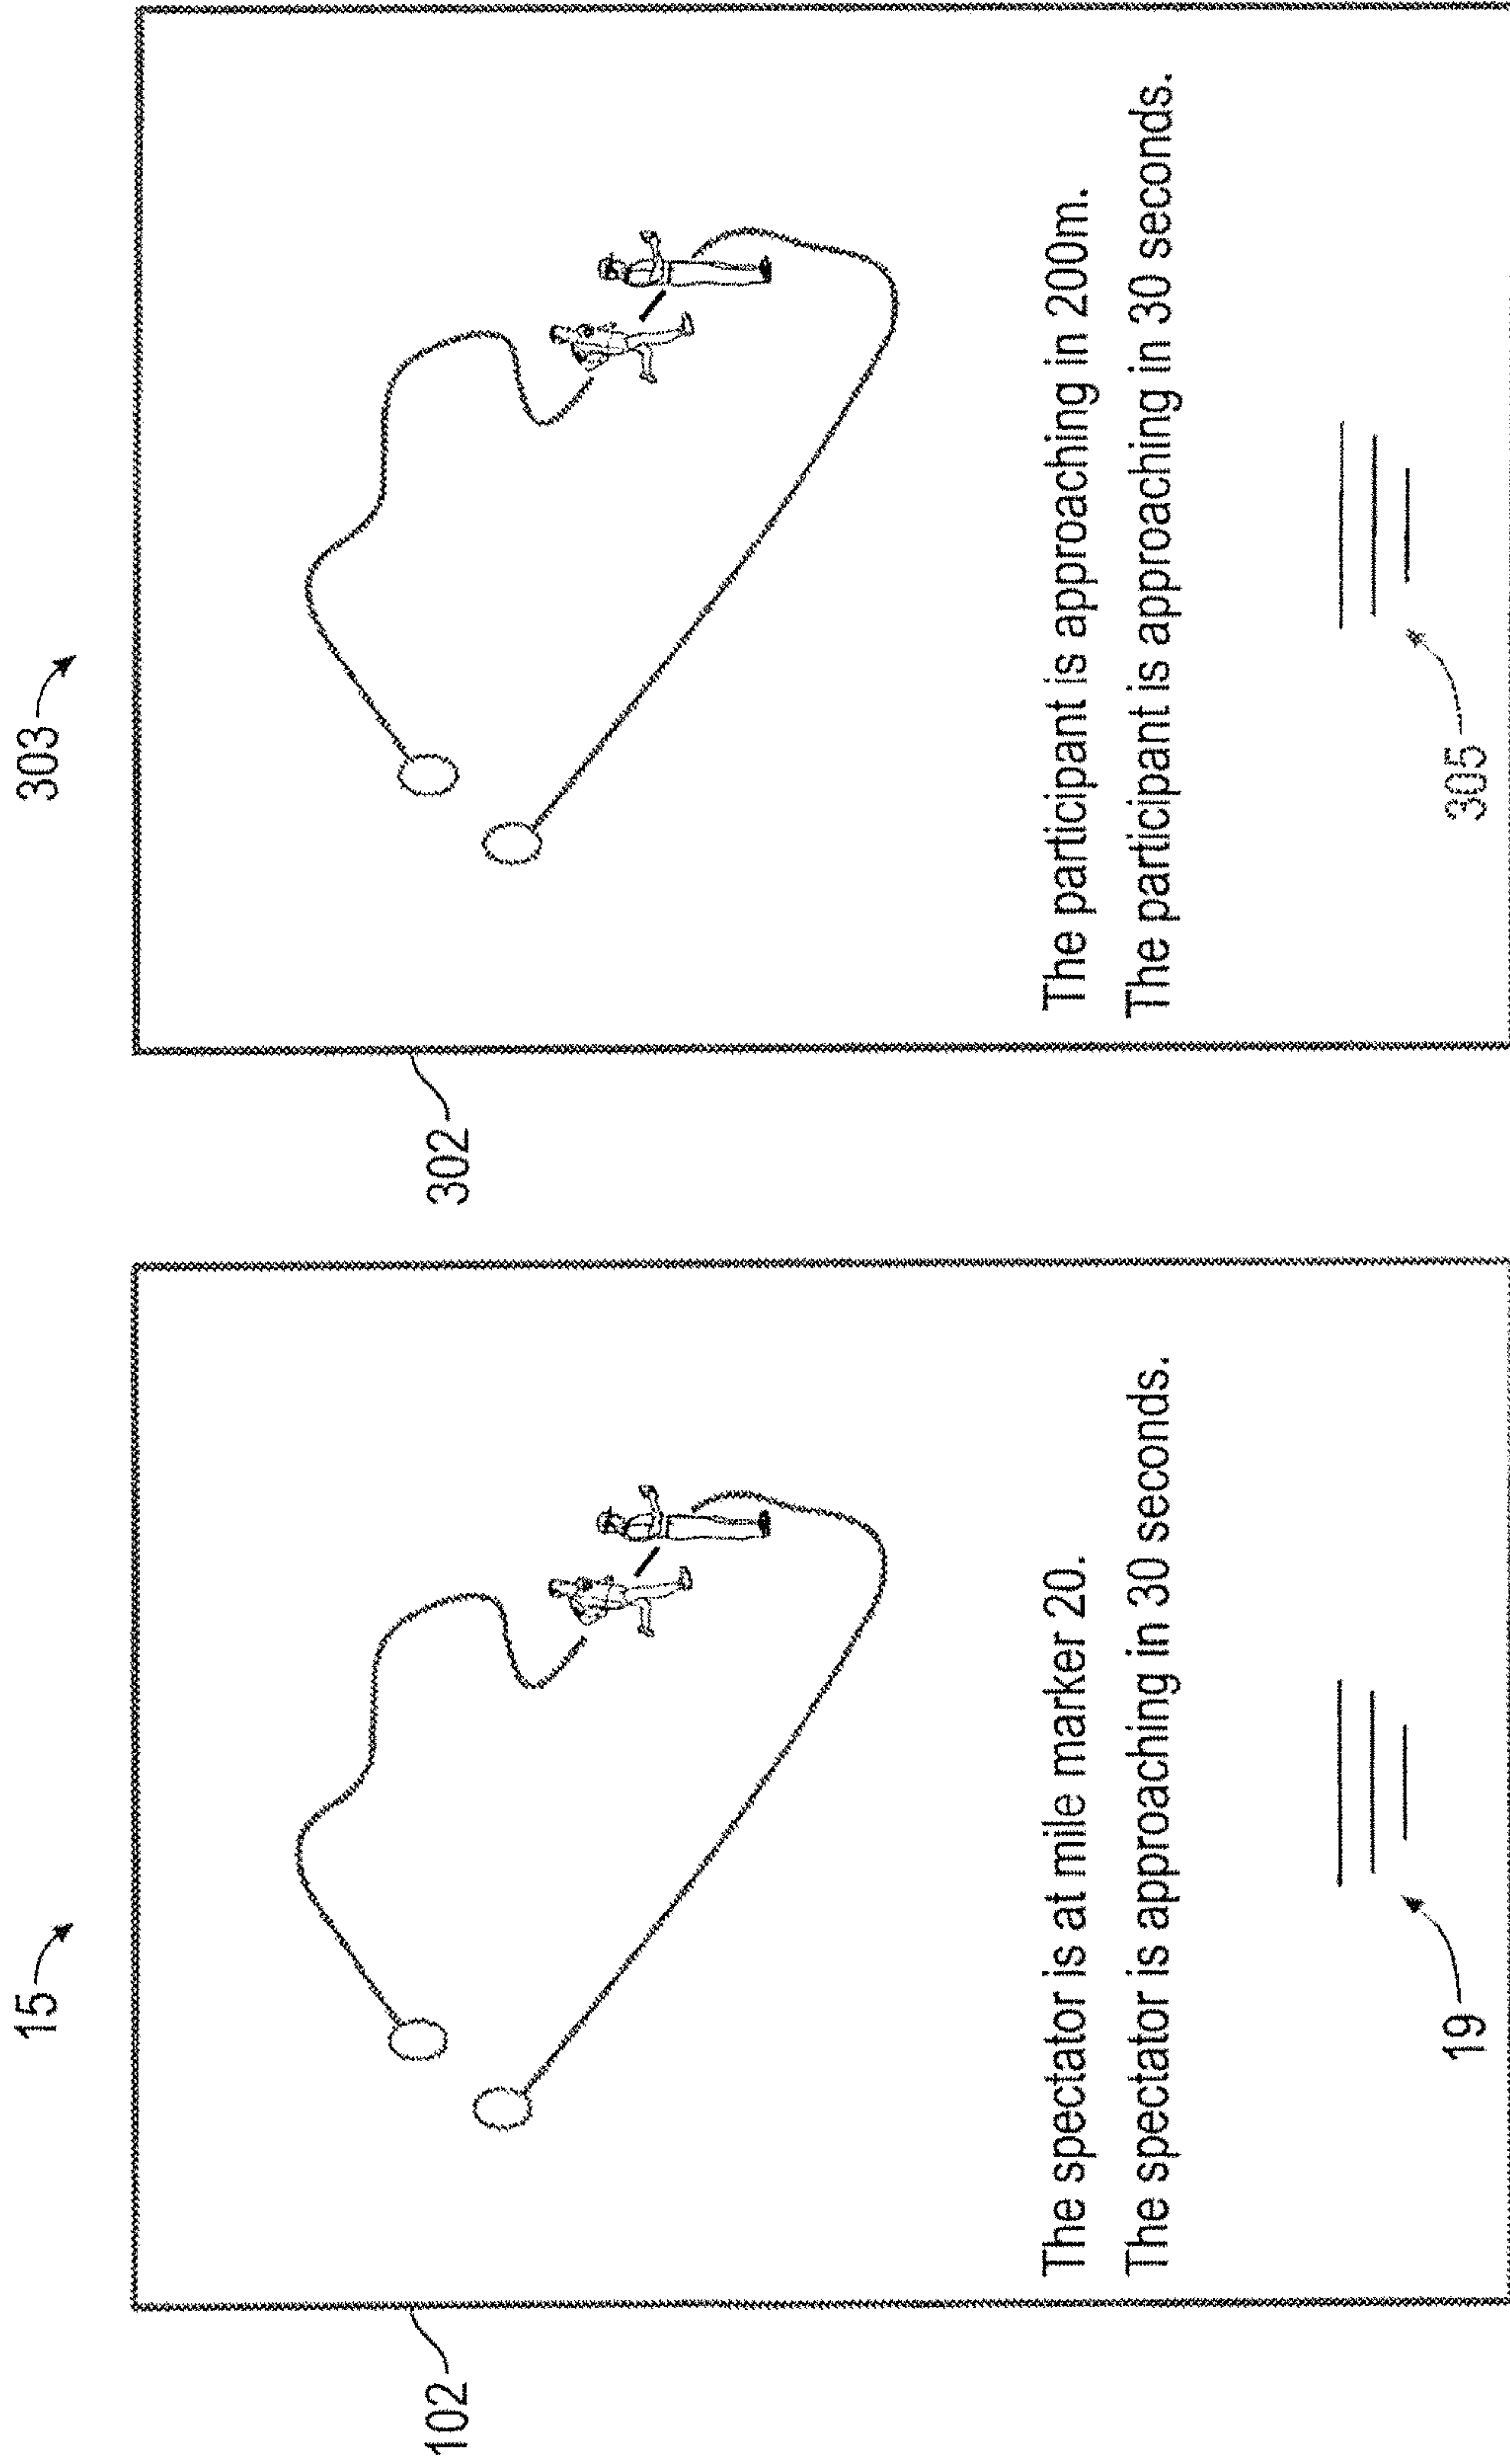 15
102
The spectator is at mile marker 20.
The spectator is approaching in 30 seconds.
19
303
302
The participant is approaching in 200m.
The participant is approaching in 30 seconds.
305